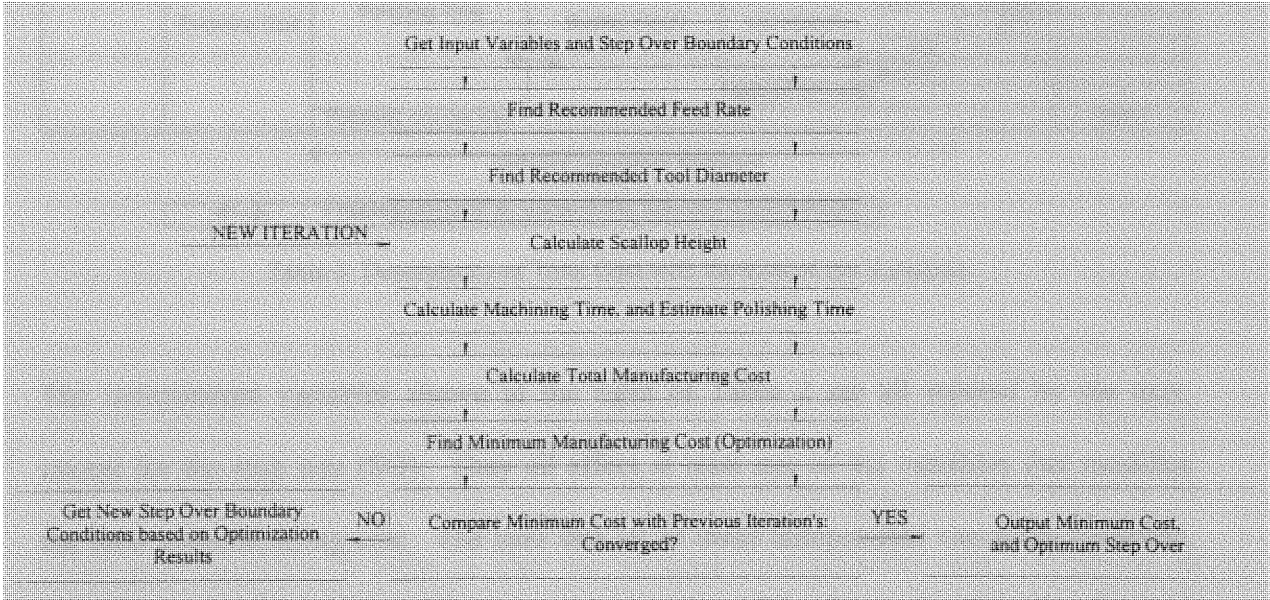 Get Input Variables and Step Over Boundary Conditions
Find Recommended Feed Rate
Find Recommended Tool Diameter
NEW ITERATION
Calculate Scallop Height
Calculate Machining Time, and Estimate Polishing Time
Calculate Total Manufacturing Cost
Find Minimum Manufacturing Cost (Optimization)
Get New Step Over Boundary
Conditions based on Optimization
Results
NO
Compare Minimum Cost with Previous Iteration's:
Converged?
YES
Output Minimum Cost,
and Optimum Step Over